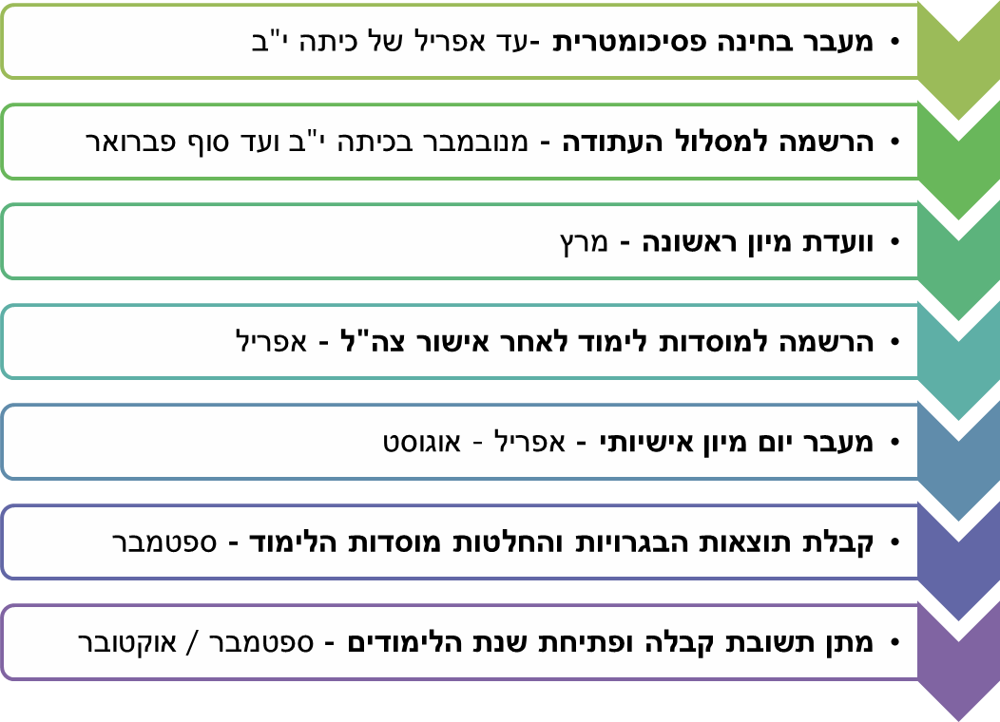 • מעבר בחינה פסיכומטרית -עד אפריל של כיתה י"ב
• הרשמה למסלול העתודה - מנובמבר בכיתה י"ב ועד סוף פברואר
• וועדת מיון ראשונה - מרץ
• הרשמה למוסדות לימוד לאחר אישור צה"ל - אפריל
• מעבר יום מיון אישיותי - אפריל - אוגוסט
• קבלת תוצאות הבגרויות והחלטות מוסדות הלימוד - ספטמבר
• מתן תשובת קבלה ופתיחת שנת הלימודים - ספטמבר / אוקטובר